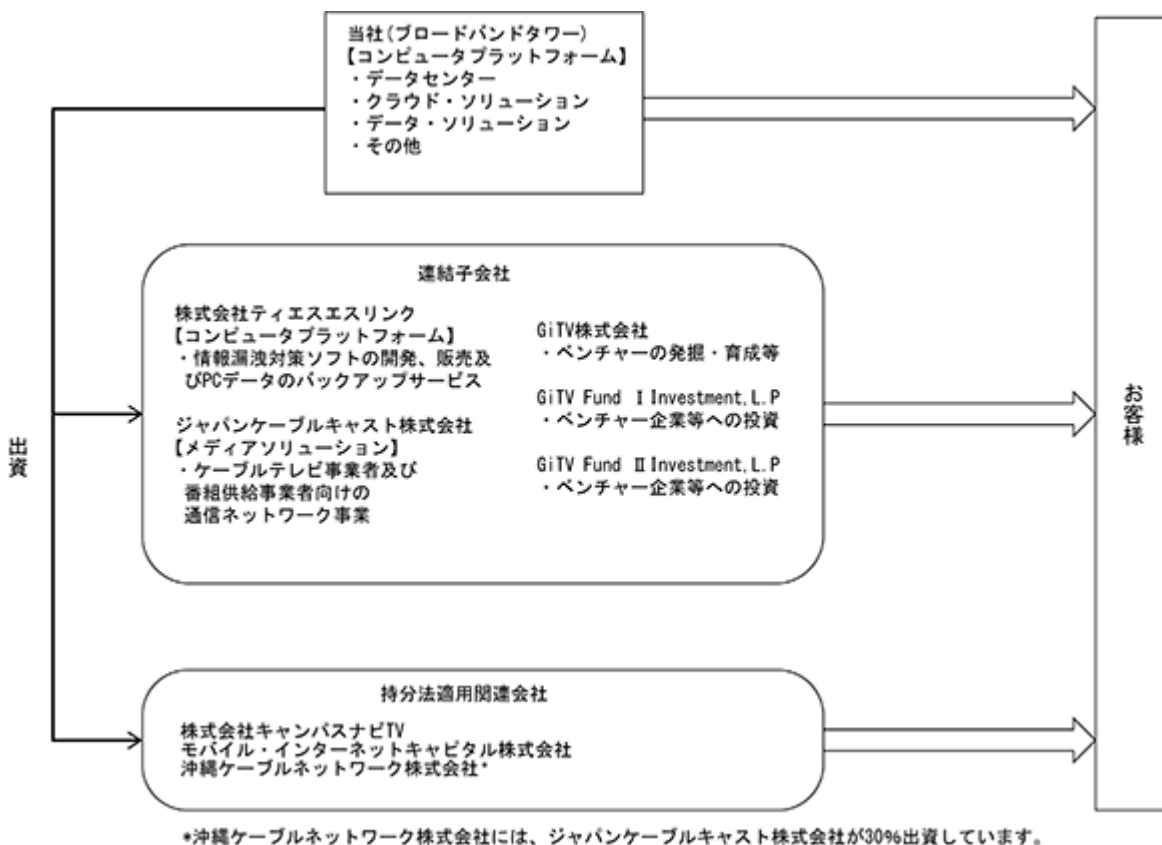 当社(ブロードバンドタワー)
【コンピュータプラットフォーム】
・データセンター
・クラウド・ソリューション
・データ・ソリューション
・その他
出資
連結子会社
株式会社ティエスエスリンク
【コンピュータプラットフォーム】
・情報漏洩対策ソフトの開発、販売及
びPCデータのバックアップサービス
ジャパンケーブルキャスト株式会社
【メディアソリューション】
・ケーブルテレビ事業者及び
番組供給事業者向けの
通信ネットワーク事業
GiTV株式会社
・ベンチャーの発掘・育成等
GiTV Fund Ⅰ Investment, L.P
・ベンチャー企業等への投資
GiTV Fund Ⅱ Investment, L.P
・ベンチャー企業等への投資
お客様
持分法適用関連会社
株式会社キャンパスナビTV
モバイル・インターネットキャピタル株式会社
沖縄ケーブルネットワーク株式会社*
*沖縄ケーブルネットワーク株式会社には、ジャパンケーブルキャスト株式会社が30%出資しています。